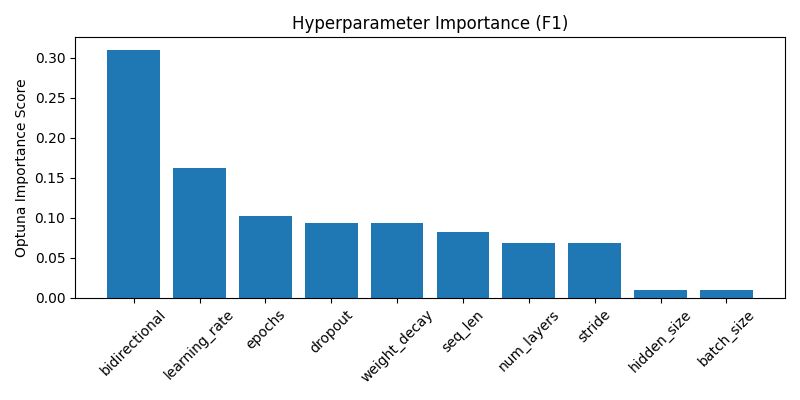 Hyperparameter Importance (F1)
Optuna Importance Score
0.30
0.25
0.20
0.15
0.10
0.05
0.00
bidirectional
learning_rate
epochs
dropout
weight_decay
seq_len
num_layers
stride
hidden_size
batch_size